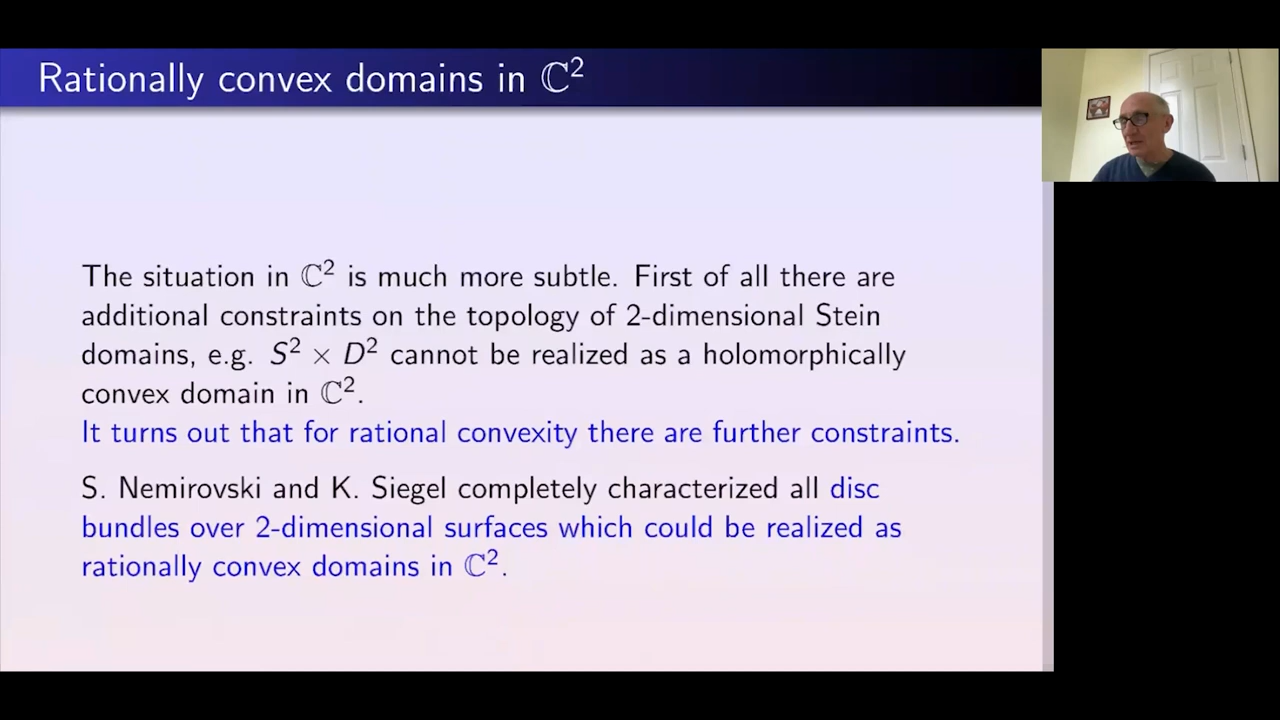 Rationally convex domains in ℂ²
The situation in ℂ² is much more subtle. First of all there are
additional constraints on the topology of 2-dimensional Stein
domains, e.g. S² × D² cannot be realized as a holomorphically
convex domain in ℂ².
It turns out that for rational convexity there are further constraints.
S. Nemirovski and K. Siegel completely characterized all disc
bundles over 2-dimensional surfaces which could be realized as
rationally convex domains in ℂ².